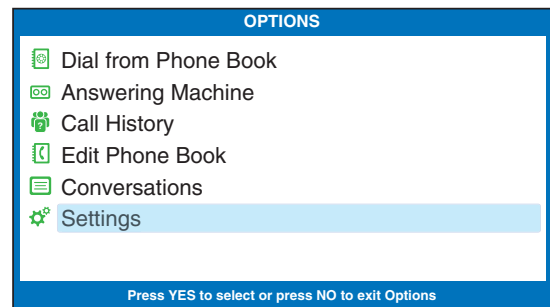 OPTIONS
Dial from Phone Book
Answering Machine
Call History
Edit Phone Book
Conversations
Settings
Press YES to select or press NO to exit Options